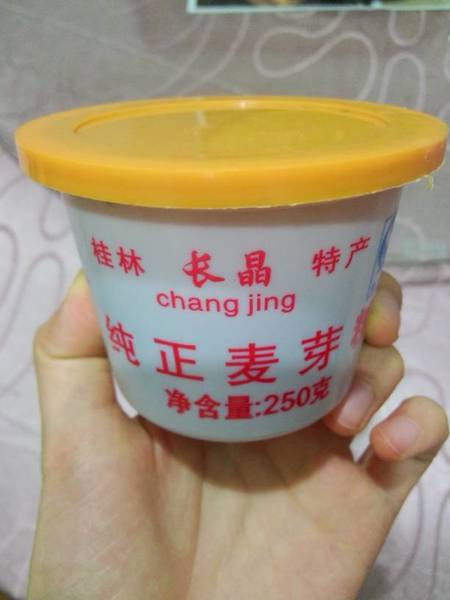 桂林 长晶 特产
chang jing
纯正麦芽
净含量:250克